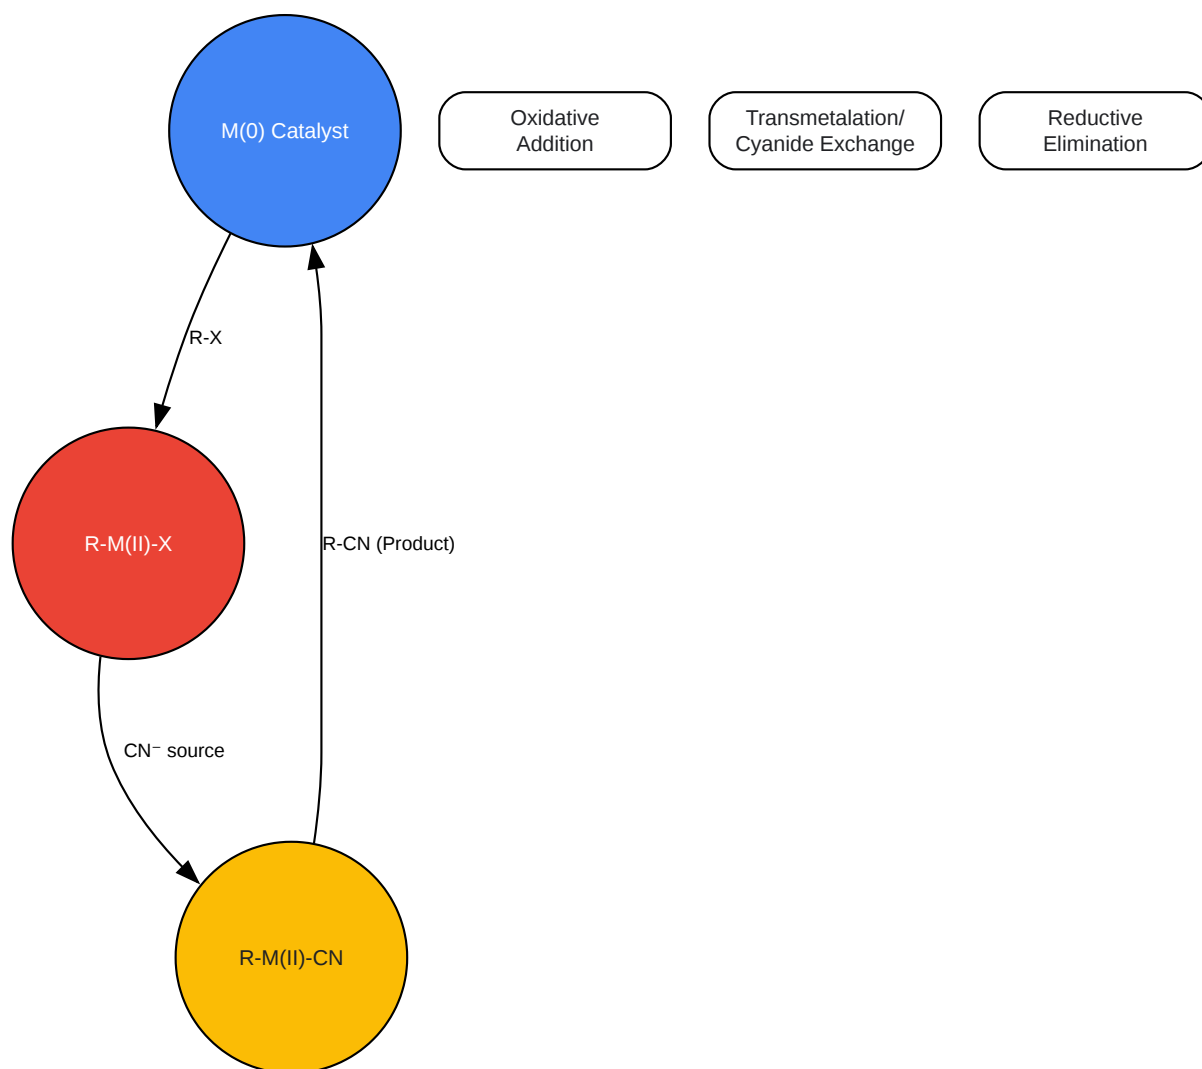 M(0) Catalyst
Oxidative
Addition
Transmetalation/
Cyanide Exchange
Reductive
Elimination
R-X
R-M(II)-X
R-CN (Product)
CN⁻ source
R-M(II)-CN